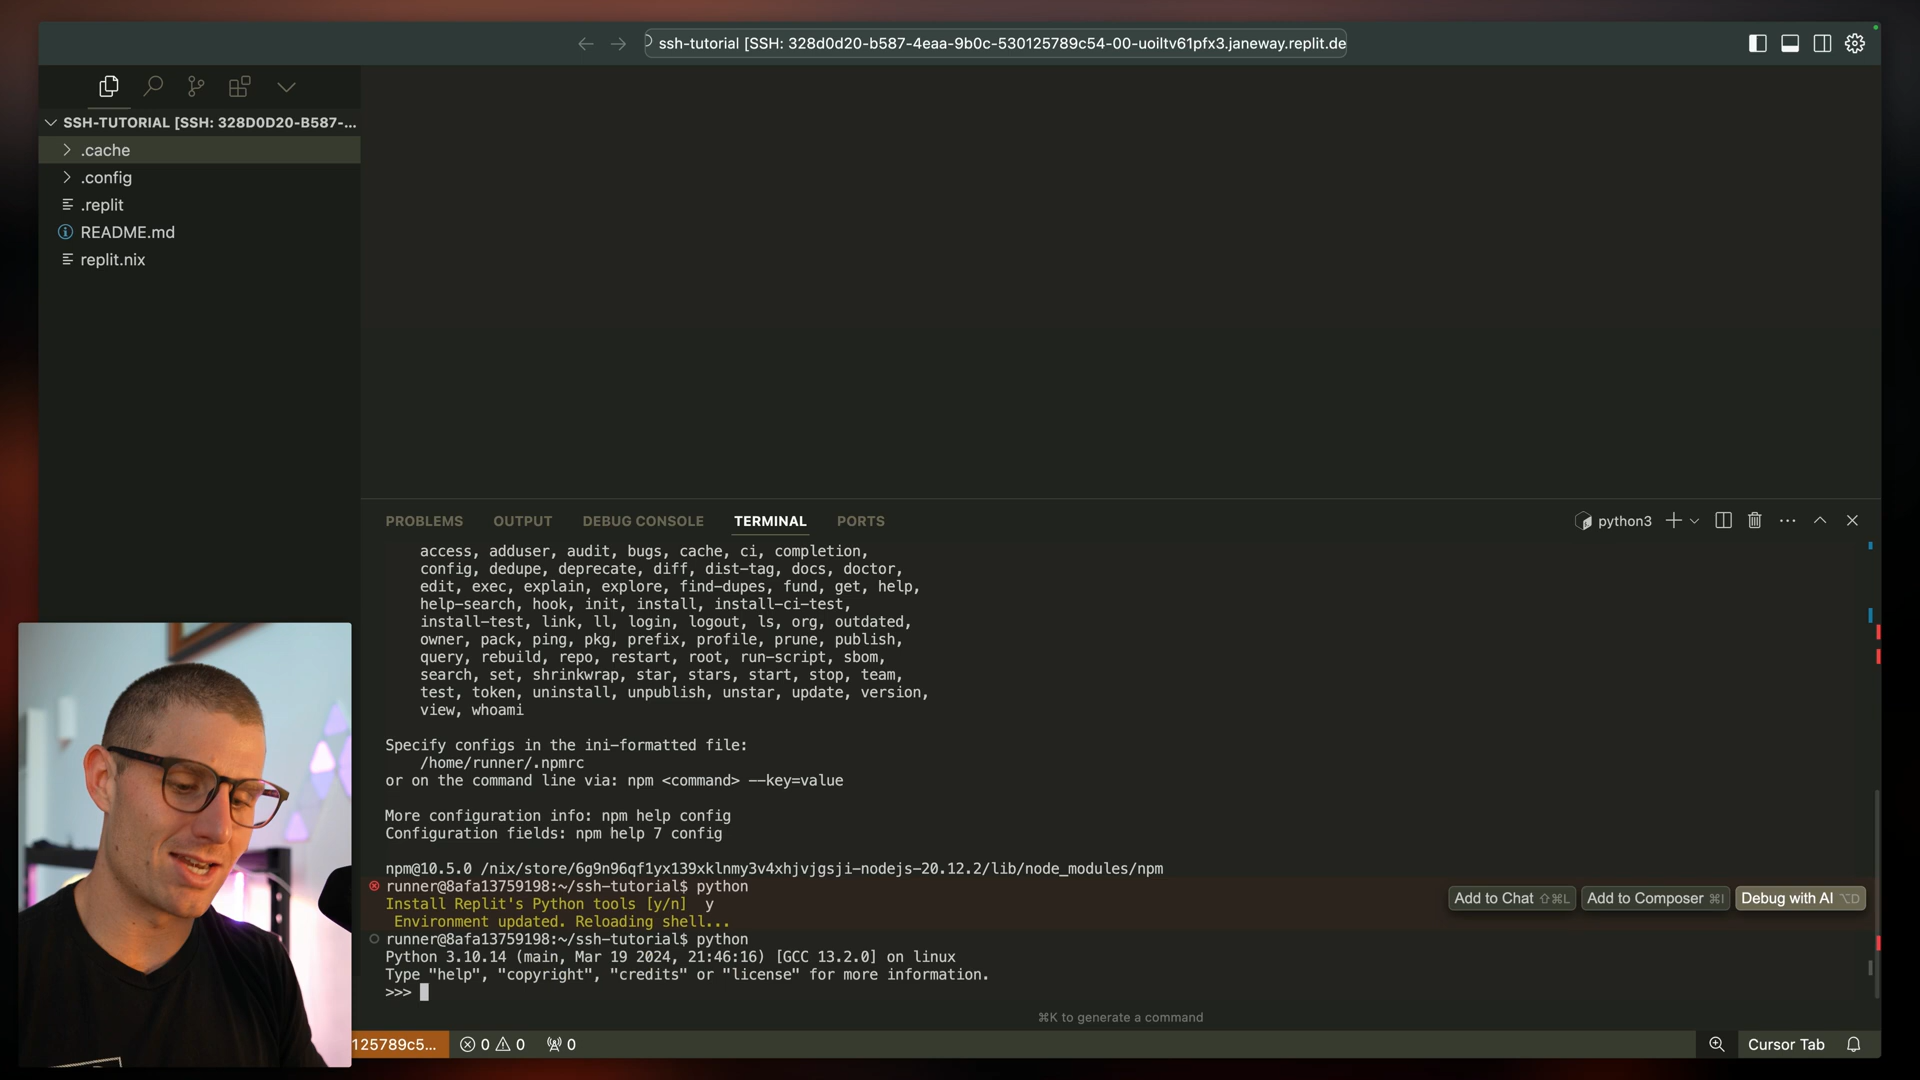 ssh-tutorial [SSH: 328d0d20-b587-4eaa-9b0c-530125789c54-00-uoiltv61pfx3.janeway.replit.de
SSH-TUTORIAL [SSH: 328D0D20-B587-...
.cache
.config
.replit
README.md
replit.nix
PROBLEMS OUTPUT DEBUG CONSOLE TERMINAL PORTS
python3
access, adduser, audit, bugs, cache, ci, completion,
config, dedupe, deprecate, diff, dist-tag, docs, doctor,
edit, exec, explain, explore, find-dupes, fund, get, help,
help-search, hook, init, install, install-ci-test,
install-test, link, ll, login, logout, ls, org, outdated,
owner, pack, ping, pkg, prefix, profile, prune, publish,
query, rebuild, repo, restart, root, run-script, sbom,
search, set, shrinkwrap, star, stars, start, stop, team,
test, token, uninstall, unpublish, unstar, update, version,
view, whoami
Specify configs in the ini-formatted file:
/home/runner/.npmrc
or on the command line via: npm <command> --key=value
More configuration info: npm help config
Configuration fields: npm help 7 config
npm@10.5.0 /nix/store/6g9n96qf1yx139xklnmy3v4xhjvjgsji-nodejs-20.12.2/lib/node_modules/npm
runner@8afa13759198:~/ssh-tutorial$ python
Install Replit's Python tools [y/n] y
Environment updated. Reloading shell...
Add to Chat ⇧⌘L Add to Composer ⌘I Debug with AI ⌥D
runner@8afa13759198:~/ssh-tutorial$ python
Python 3.10.14 (main, Mar 19 2024, 21:46:16) [GCC 13.2.0] on linux
Type "help", "copyright", "credits" or "license" for more information.
>>>
⌘K to generate a command
125789c5... 0 0 0 Cursor Tab